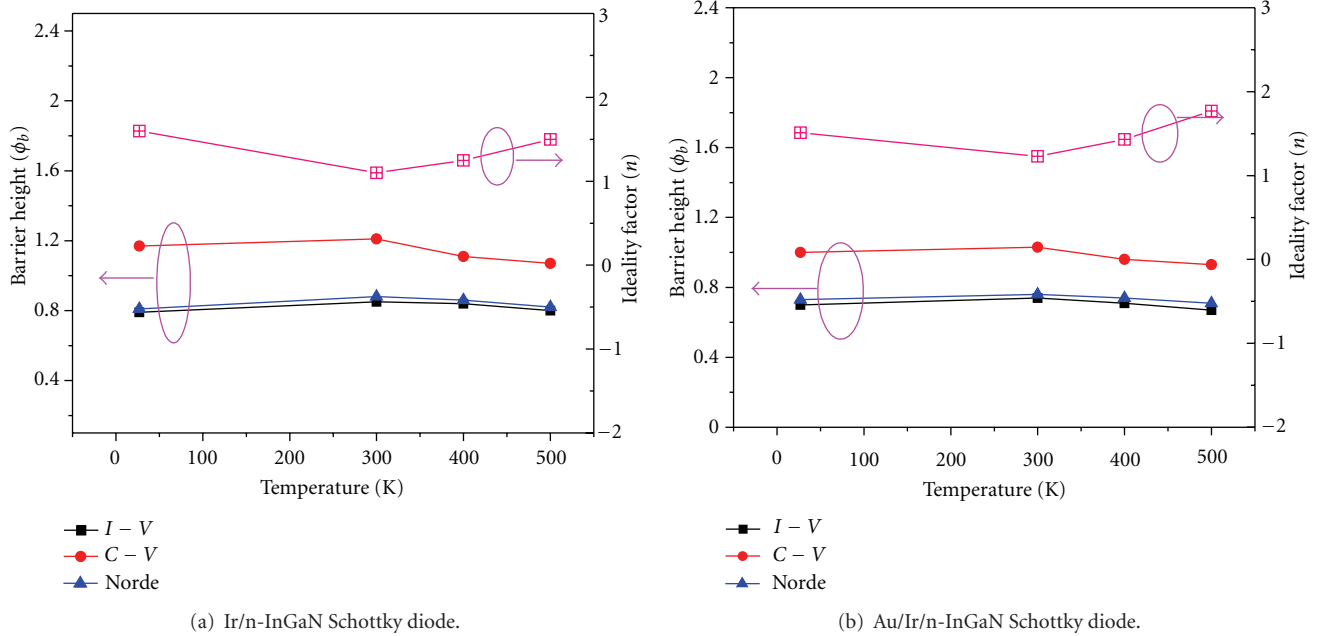 2.4
2
1.6
1.2
0.8
0.4
Barrier height (ϕb)
3
2
1
0
−1
−2
Ideality factor (n)
0 100 200 300 400 500
Temperature (K)
I − V
C − V
Norde
(a) Ir/n-InGaN Schottky diode.
2.4
2
1.6
1.2
0.8
0.4
0
Barrier height (ϕb)
3
2
1
0
−1
−2
Ideality factor (n)
0 100 200 300 400 500
Temperature (K)
I − V
C − V
Norde
(b) Au/Ir/n-InGaN Schottky diode.